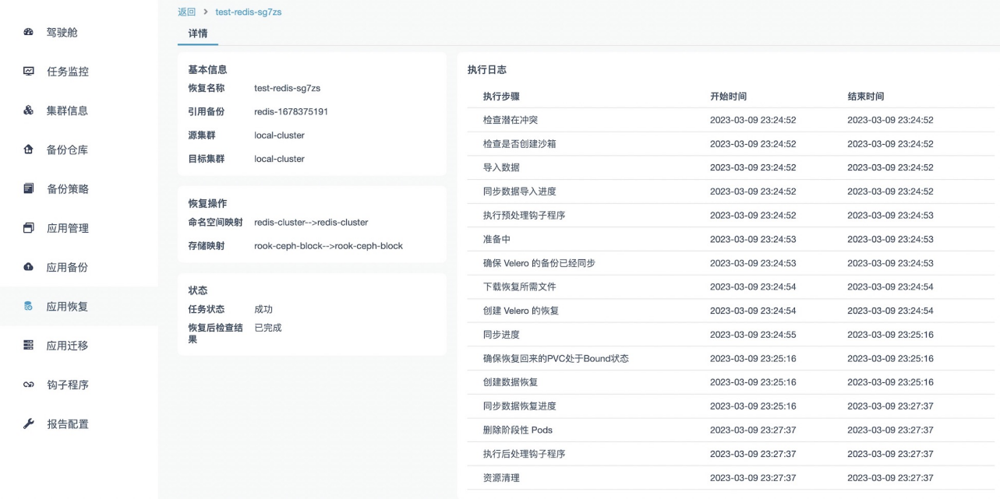 返回 > test-redis-sg7zs
驾驶舱
任务监控
集群信息
备份仓库
备份策略
应用管理
应用备份
应用恢复
应用迁移
钩子程序
报告配置
详情
基本信息
恢复名称 test-redis-sg7zs
引用备份 redis-1678375191
源集群 local-cluster
目标集群 local-cluster
恢复操作
命名空间映射 redis-cluster-->redis-cluster
存储映射 rook-ceph-block-->rook-ceph-block
状态
任务状态 成功
恢复后检查结 已完成
果
执行日志
执行步骤 开始时间 结束时间
检查潜在冲突 2023-03-09 23:24:52 2023-03-09 23:24:52
检查是否创建沙箱 2023-03-09 23:24:52 2023-03-09 23:24:52
导入数据 2023-03-09 23:24:52 2023-03-09 23:24:52
同步数据导入进度 2023-03-09 23:24:52 2023-03-09 23:24:52
执行预处理钩子程序 2023-03-09 23:24:52 2023-03-09 23:24:53
准备中 2023-03-09 23:24:53 2023-03-09 23:24:53
确保 Velero 的备份已经同步 2023-03-09 23:24:53 2023-03-09 23:24:53
下载恢复所需文件 2023-03-09 23:24:54 2023-03-09 23:24:54
创建 Velero 的恢复 2023-03-09 23:24:54 2023-03-09 23:24:54
同步进度 2023-03-09 23:24:55 2023-03-09 23:25:16
确保恢复回来的PVC处于Bound状态 2023-03-09 23:25:16 2023-03-09 23:25:16
创建数据恢复 2023-03-09 23:25:16 2023-03-09 23:25:16
同步数据恢复进度 2023-03-09 23:25:16 2023-03-09 23:27:37
删除阶段性 Pods 2023-03-09 23:27:37 2023-03-09 23:27:37
执行后处理钩子程序 2023-03-09 23:27:37 2023-03-09 23:27:37
资源清理 2023-03-09 23:27:37 2023-03-09 23:27:37